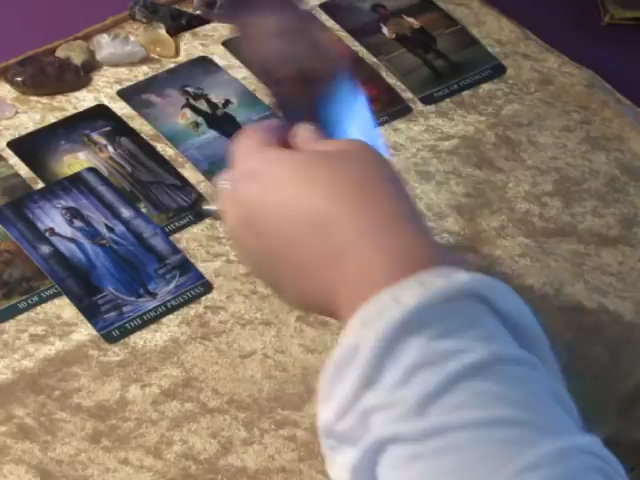 PAGE OF PENTACLES
HERMIT
10 OF SWO
II - THE HIGH PRIESTESS